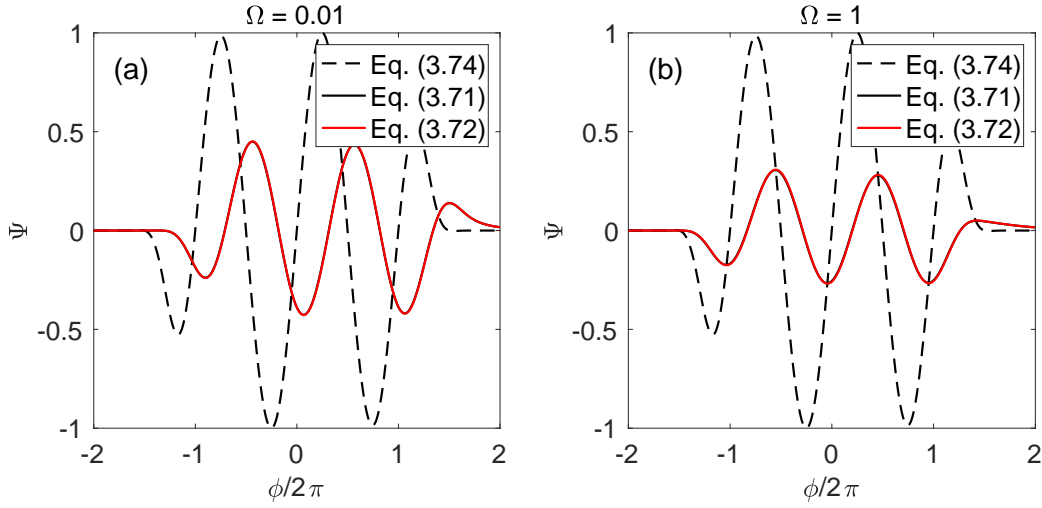 Ω = 0.01
(a)
Eq. (3.74)
Eq. (3.71)
Eq. (3.72)
1
0.5
0
-0.5
-1
Ψ
-2 -1 0 1 2
ϕ/2π
Ω = 1
(b)
Eq. (3.74)
Eq. (3.71)
Eq. (3.72)
1
0.5
0
-0.5
-1
Ψ
-2 -1 0 1 2
ϕ/2π